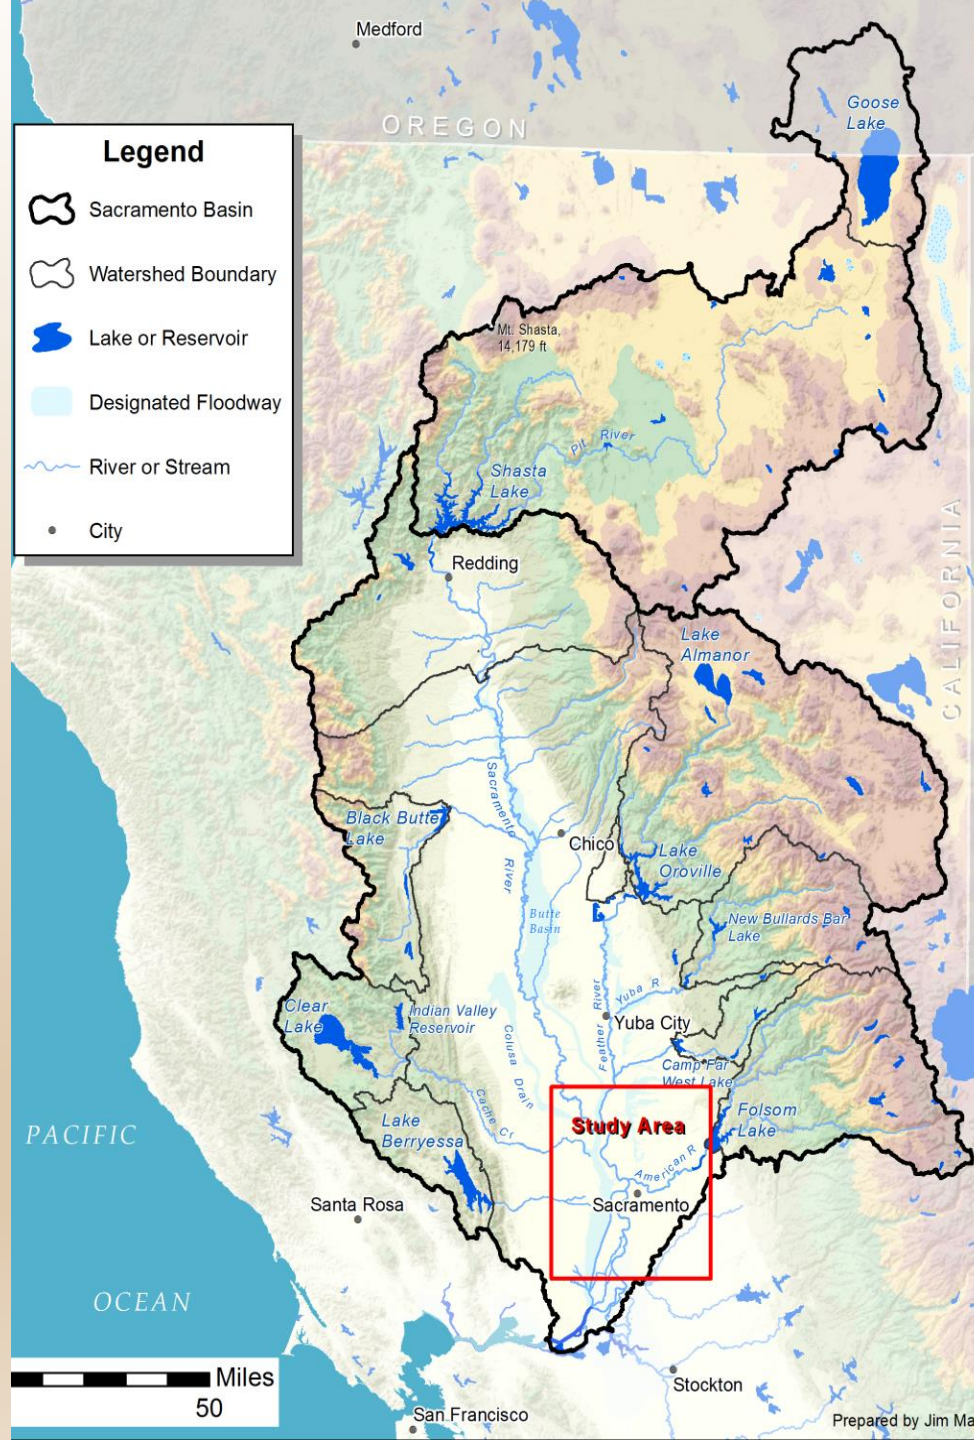 Medford
OREGON
Goose
Lake
Legend
Sacramento Basin
Watershed Boundary
Lake or Reservoir
Designated Floodway
River or Stream
City
Mt. Shasta,
14,179 ft
Pit River
Shasta
Lake
Redding
CALIFORNIA
Lake
Almanor
Sacramento River
Black Butte
Lake
Chico
Lake
Oroville
Butte
Basin
New Bullards Bar
Lake
Clear
Lake
Indian Valley
Reservoir
Colusa Drain
Feather River
Yuba R
Yuba City
Camp Far
West Lake
Cache Cr
Lake
Berryessa
Study Area
Folsom
Lake
American R
Sacramento
PACIFIC
Santa Rosa
OCEAN
Miles
50
Stockton
San Francisco
Prepared by Jim Ma